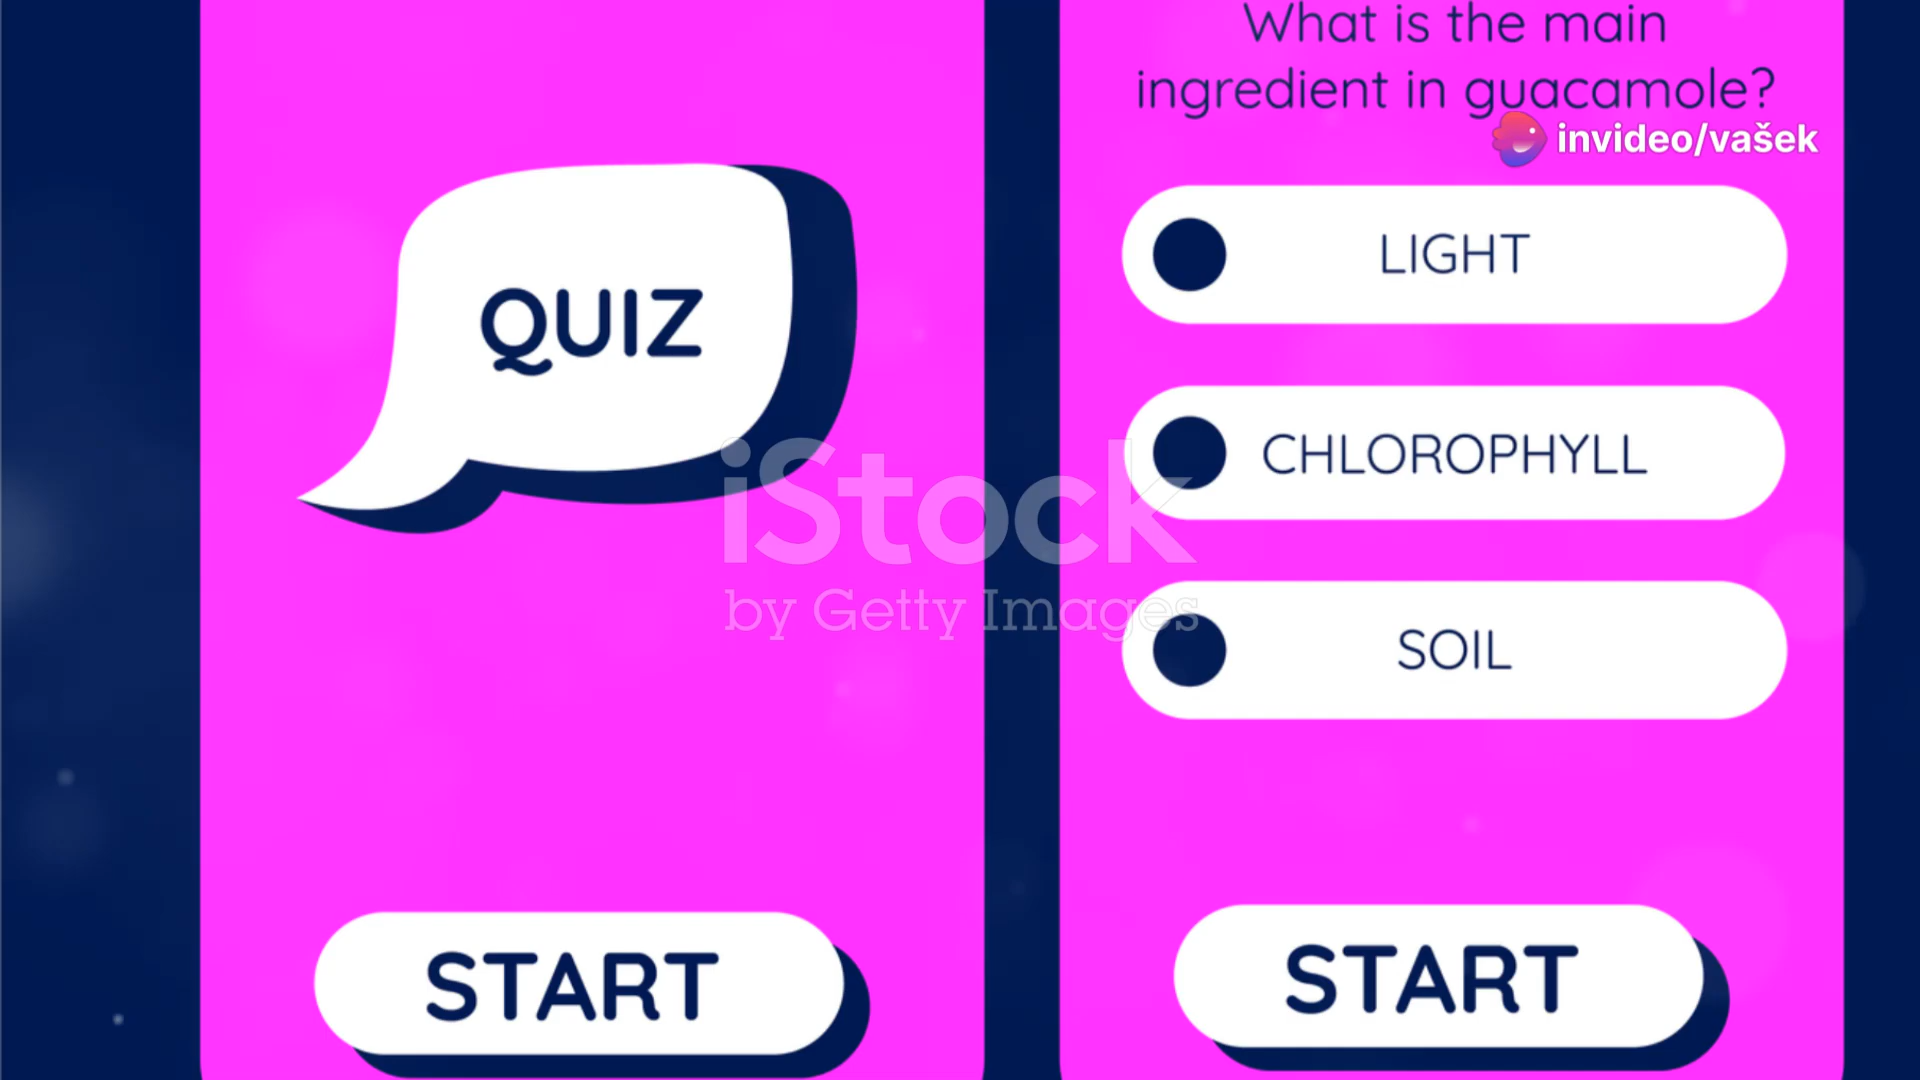 QUIZ
START
What is the main
ingredient in guacamole?
invideo/vašek
LIGHT
CHLOROPHYLL
SOIL
START
iStock
by Getty Images